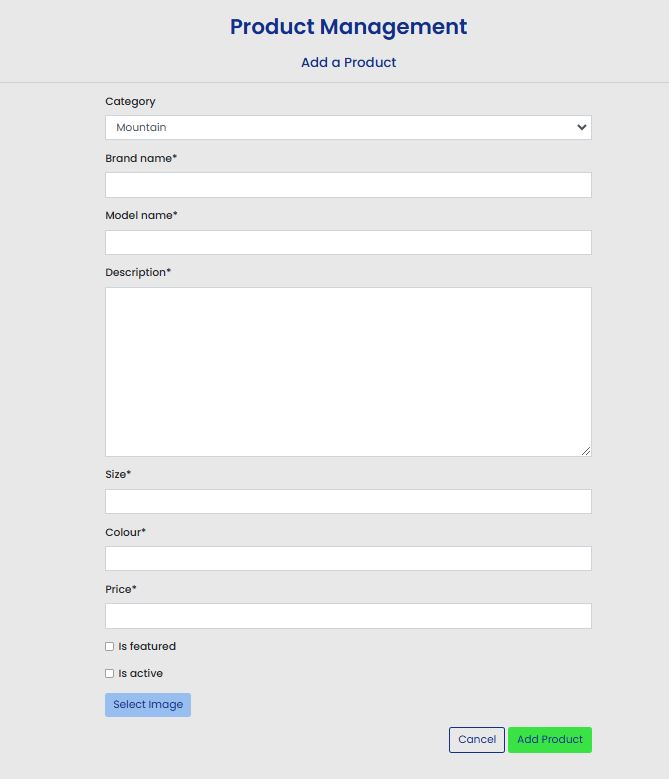 Product Management
Add a Product
Category
Mountain
Brand name*
Model name*
Description*
Size*
Colour*
Price*
Is featured
Is active
Select Image
Cancel Add Product